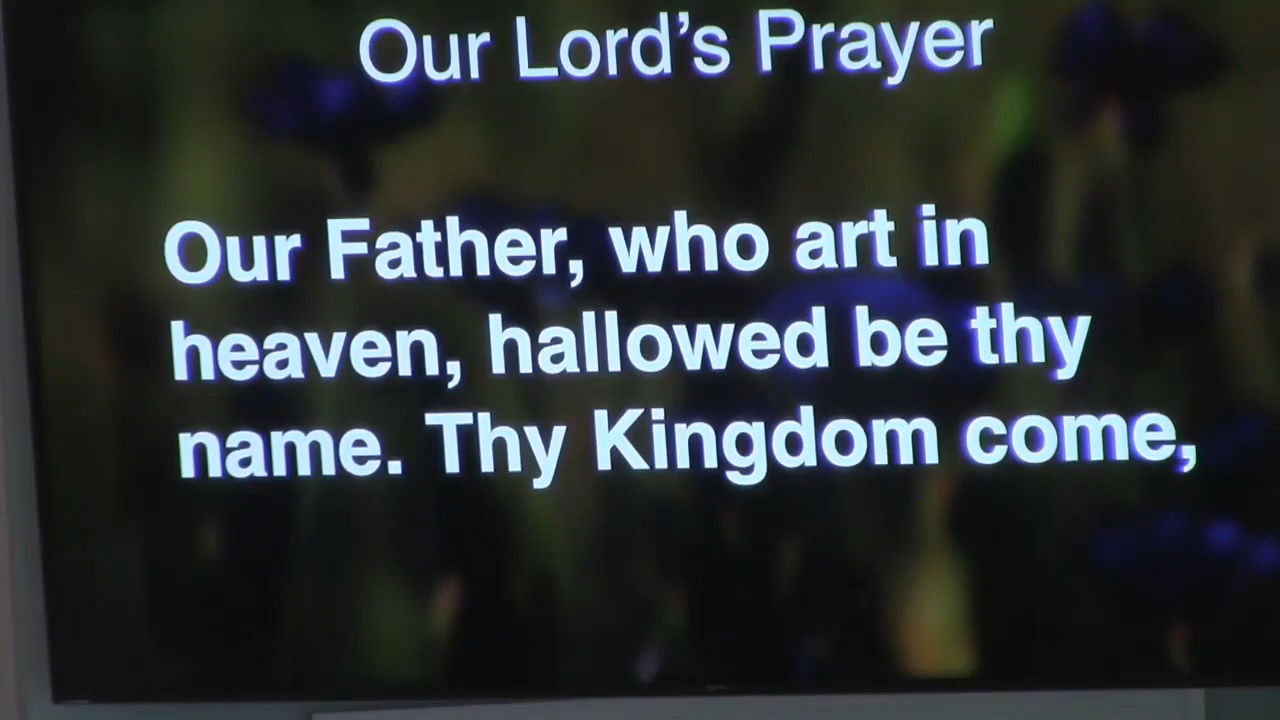 Our Lord’s Prayer
Our Father, who art in
heaven, hallowed be thy
name. Thy Kingdom come,